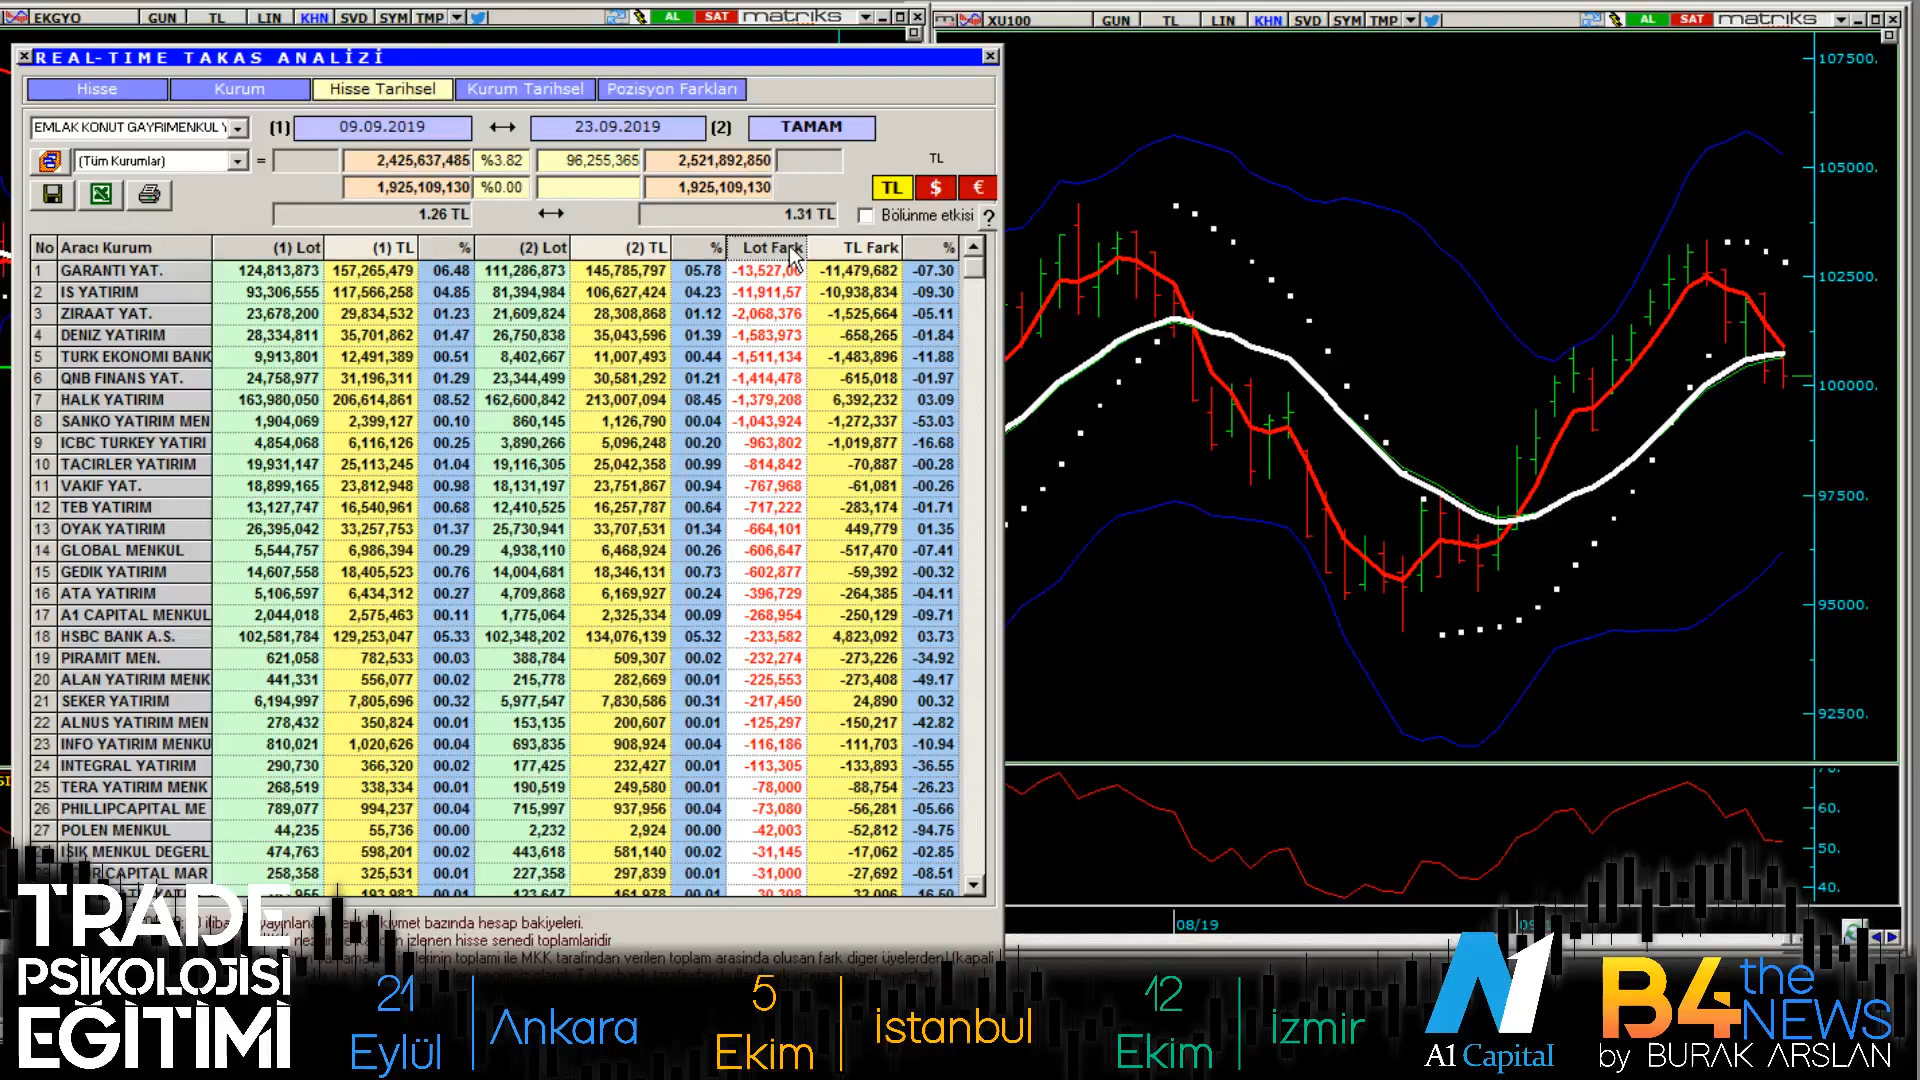 EKGYO GUN TL LIN KHN SVD SYM TMP AL SAT matriks
XU100 GUN TL LIN KHN SVD SYM TMP AL SAT matriks
REAL-TIME TAKAS ANALİZİ
Hisse Kurum Hisse Tarihsel Kurum Tarihsel Pozisyon Farkları
EMLAK KONUT GAYRIMENKUL (1) 09.09.2019 23.09.2019 (2) TAMAM
(Tüm Kurumlar) = 2,425,637,485 %3.82 96,255,365 2,521,892,850 TL
1,925,109,130 %0.00 1,925,109,130 TL $ €
1.26 TL 1.31 TL Bölünme etkisi ?
No Aracı Kurum (1) Lot (1) TL % (2) Lot (2) TL % Lot Fark TL Fark %
1 GARANTI YAT. 124,813,873 157,265,479 06.48 111,286,873 145,785,797 05.78 -13,527,0 -11,479,682 -07.30
2 IS YATIRIM 93,306,555 117,566,258 04.85 81,394,984 106,627,424 04.23 -11,911,57 -10,938,834 -09.30
3 ZIRAAT YAT. 23,678,200 29,834,532 01.23 21,609,824 28,308,868 01.12 -2,068,376 -1,525,664 -05.11
4 DENIZ YATIRIM 28,334,811 35,701,862 01.47 26,750,838 35,043,596 01.39 -1,583,973 -658,265 -01.84
5 TURK EKONOMI BANK 9,913,801 12,491,389 00.51 8,402,667 11,007,493 00.44 -1,511,134 -1,483,896 -11.88
6 QNB FINANS YAT. 24,758,977 31,196,311 01.29 23,344,499 30,581,292 01.21 -1,414,478 -615,018 -01.97
7 HALK YATIRIM 163,980,050 206,614,861 08.52 162,600,842 213,007,094 08.45 -1,379,208 6,392,232 03.09
8 SANKO YATIRIM MEN 1,904,069 2,399,127 00.10 860,145 1,126,790 00.04 -1,043,924 -1,272,337 -53.03
9 ICBC TURKEY YATIRI 4,854,068 6,116,126 00.25 3,890,266 5,096,248 00.20 -963,802 -1,019,877 -16.68
10 TACIRLER YATIRIM 19,931,147 25,113,245 01.04 19,116,305 25,042,358 00.99 -814,842 -70,887 -00.28
11 VAKIF YAT. 18,899,165 23,812,948 00.98 18,131,197 23,751,867 00.94 -767,968 -61,081 -00.26
12 TEB YATIRIM 13,127,747 16,540,961 00.68 12,410,525 16,257,787 00.64 -717,222 -283,174 -01.71
13 OYAK YATIRIM 26,395,042 33,257,753 01.37 25,730,941 33,707,531 01.34 -664,101 449,779 01.35
14 GLOBAL MENKUL 5,544,757 6,986,394 00.29 4,938,110 6,468,924 00.26 -606,647 -517,470 -07.41
15 GEDIK YATIRIM 14,607,558 18,405,523 00.76 14,004,681 18,346,131 00.73 -602,877 -59,392 -00.32
16 ATA YATIRIM 5,106,597 6,434,312 00.27 4,709,868 6,169,927 00.24 -396,729 -264,385 -04.11
17 A1 CAPITAL MENKUL 2,044,018 2,575,463 00.11 1,775,064 2,325,334 00.09 -268,954 -250,129 -09.71
18 HSBC BANK A.S. 102,581,784 129,253,047 05.33 102,348,202 134,076,139 05.32 -233,582 4,823,092 03.73
19 PIRAMIT MEN. 621,058 782,533 00.03 388,784 509,307 00.02 -232,274 -273,226 -34.92
20 ALAN YATIRIM MENK 441,331 556,077 00.02 215,778 282,669 00.01 -225,553 -273,408 -49.17
21 SEKER YATIRIM 6,194,997 7,805,696 00.32 5,977,547 7,830,586 00.31 -217,450 24,890 00.32
22 ALNUS YATIRIM MEN 278,432 350,824 00.01 153,135 200,607 00.01 -125,297 -150,217 -42.82
23 INFO YATIRIM MENKU 810,021 1,020,626 00.04 693,835 908,924 00.04 -116,186 -111,703 -10.94
24 INTEGRAL YATIRIM 290,730 366,320 00.02 177,425 232,427 00.01 -113,305 -133,893 -36.55
25 TERA YATIRIM MENK 268,519 338,334 00.01 190,519 249,580 00.01 -78,000 -88,754 -26.23
26 PHILLIPCAPITAL ME 789,077 994,237 00.04 715,997 937,956 00.04 -73,080 -56,281 -05.66
27 POLEN MENKUL 44,235 55,736 00.00 2,232 2,924 00.00 -42,003 -52,812 -94.75
ISIK MENKUL DEGERL 474,763 598,201 00.02 443,618 581,140 00.02 -31,145 -17,062 -02.85
CAPITAL MAR 258,358 325,531 00.01 227,358 297,839 00.01 -31,000 -27,692 -08.51
193,983 00.01 123,647 161,978 00.01
kıymet bazında hesap bakiyeleri.
izlenen hisse senedi toplamlarıdır
toplamı ile MKK tarafından verilen toplam arasında olusan fark diger üyelerden
107500.
105000.
102500.
100000.
97500.
95000.
92500.
60.
50.
40.
08/19
TRADE
PSİKOLOJİSİ
EĞİTİMİ
21 Eylül Ankara
5 Ekim İstanbul
12 Ekim İzmir
A1 Capital
B4 the NEWS
by BURAK ARSLAN